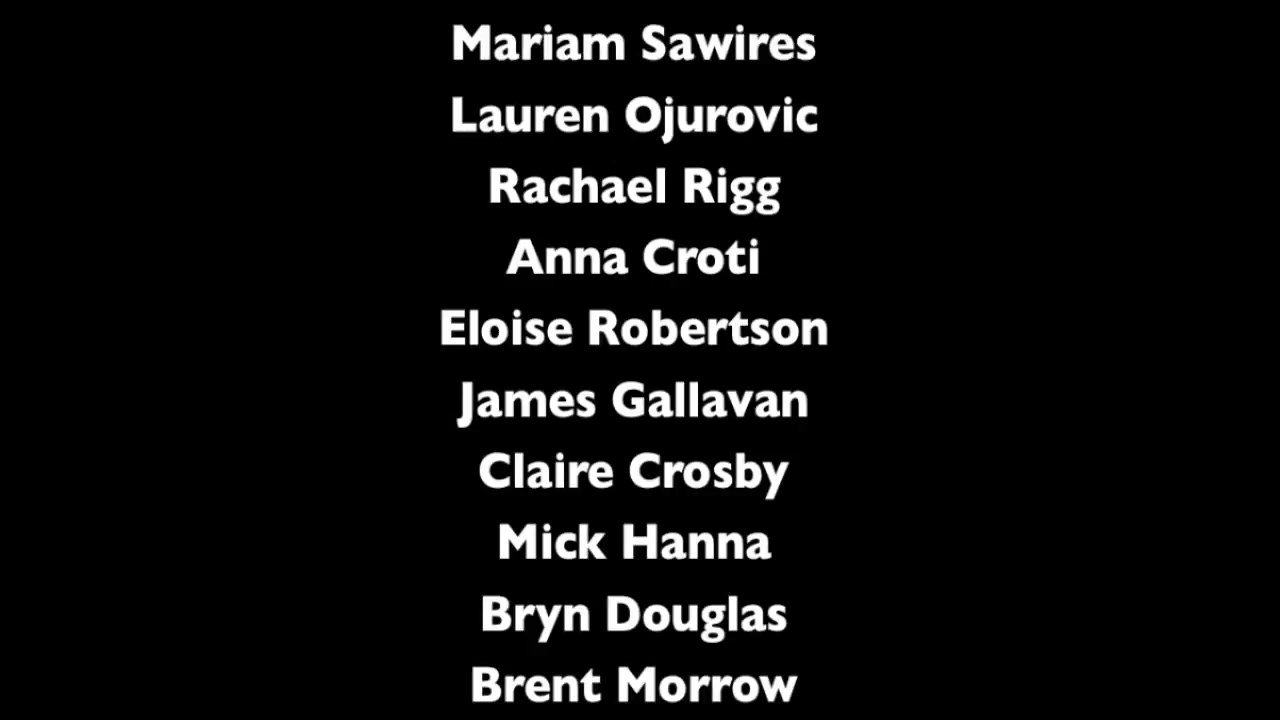 Mariam Sawires
Lauren Ojurovic
Rachael Rigg
Anna Croti
Eloise Robertson
James Gallavan
Claire Crosby
Mick Hanna
Bryn Douglas
Brent Morrow